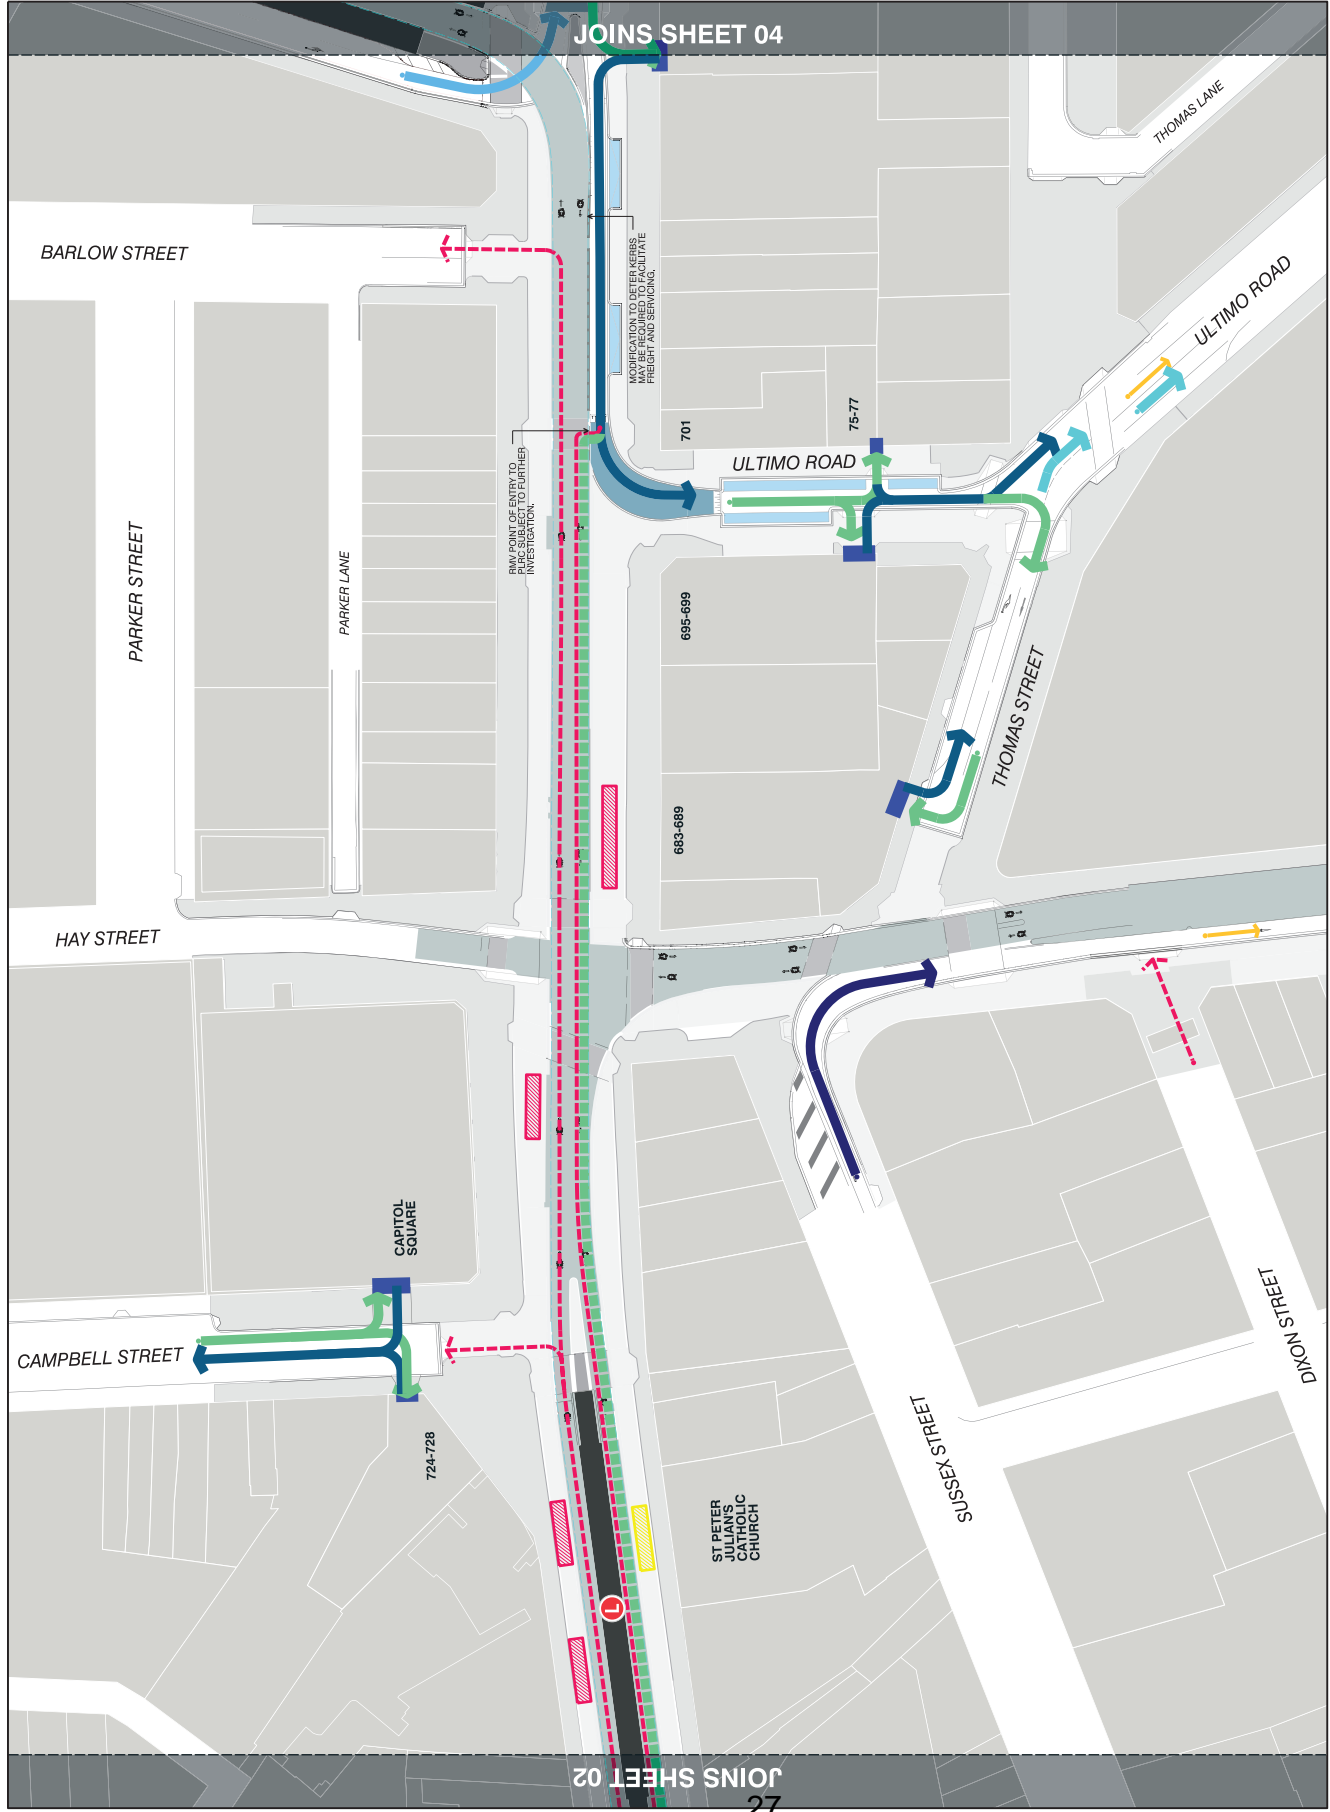 JOINS SHEET 04
THOMAS LANE
BARLOW STREET
ULTIMO ROAD
MODIFICATION TO DETER KERBS
MAY BE REQUIRED TO FACILITATE
FREIGHT AND SERVICING.
701
75-77
ULTIMO ROAD
RMV POINT OF ENTRY TO
PLRC SUBJECT TO FURTHER
INVESTIGATION.
PARKER STREET
PARKER LANE
695-699
THOMAS STREET
683-689
HAY STREET
CAPITOL
SQUARE
CAMPBELL STREET
DIXON STREET
SUSSEX STREET
724-728
ST PETER
JULIAN'S
CATHOLIC
CHURCH
L
JOINS SHEET 02
27